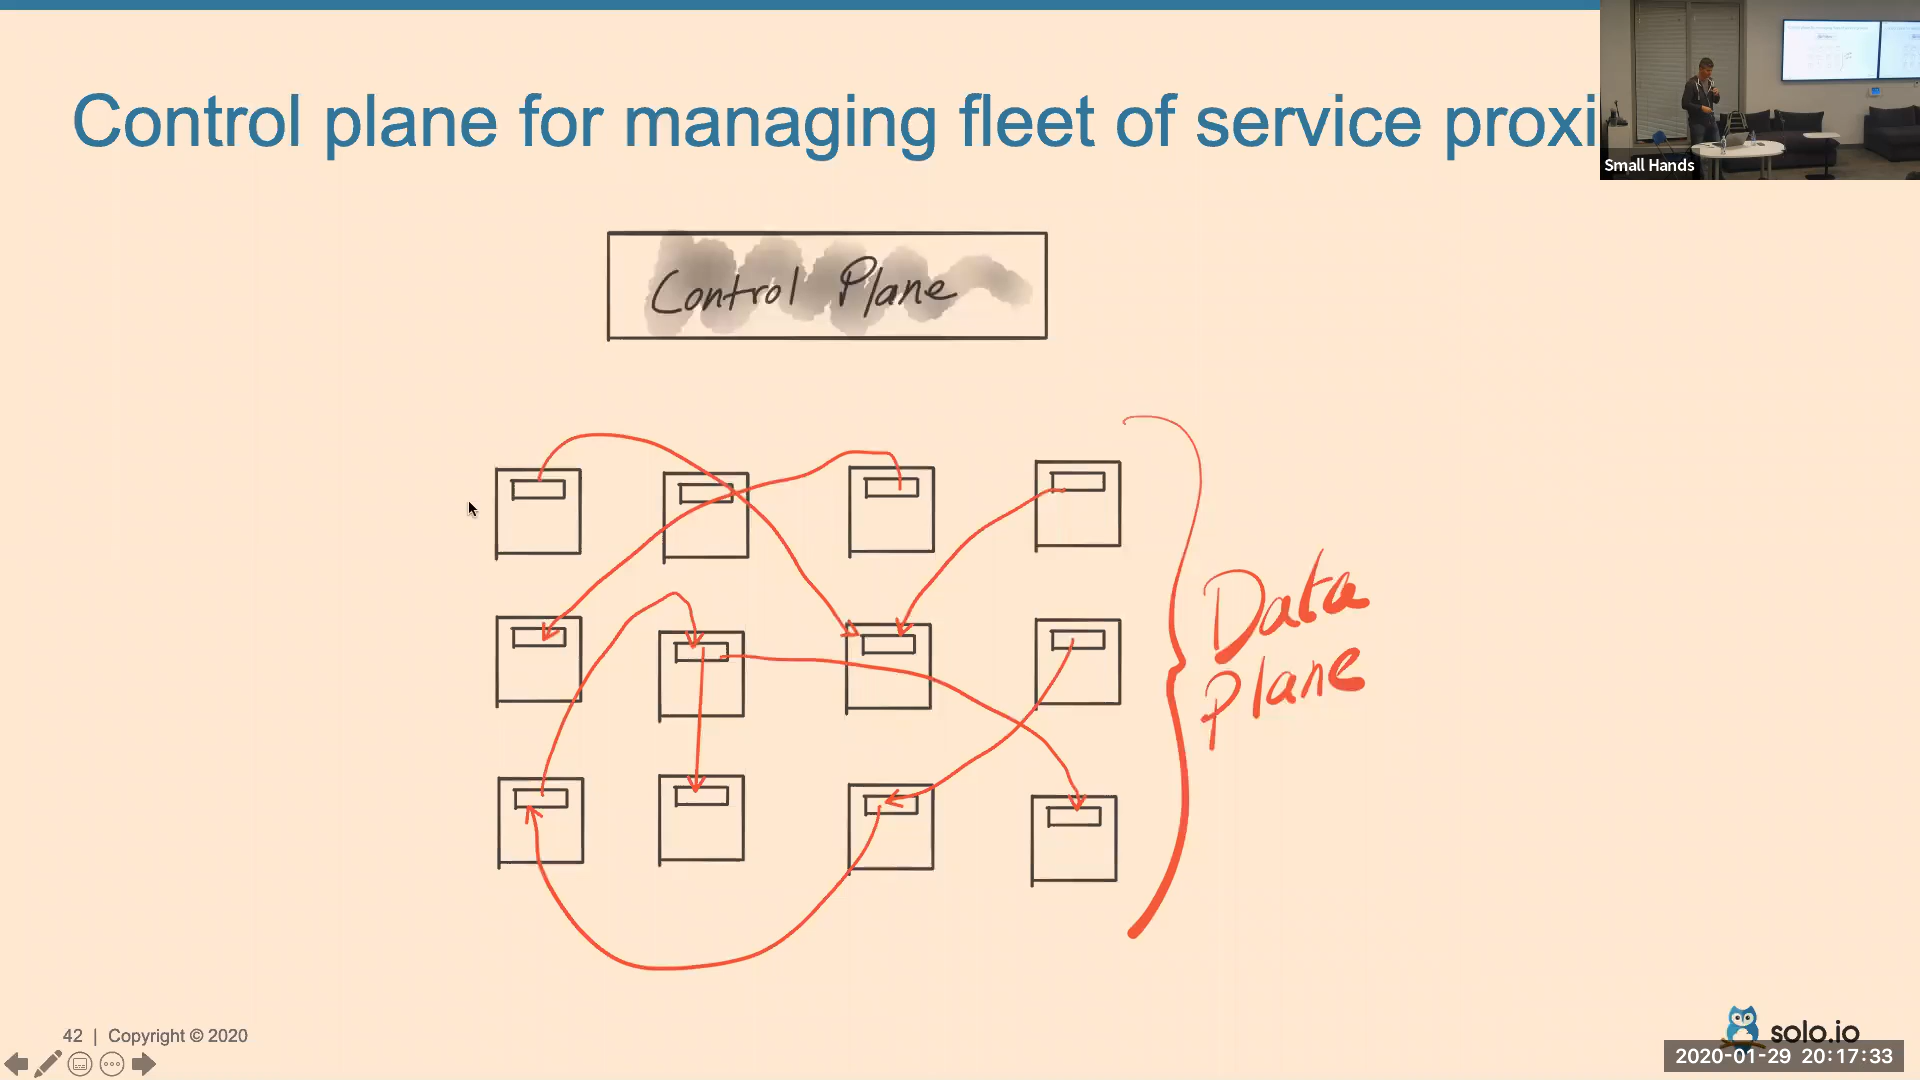 Control plane for managing fleet of service proxi
Small Hands
Control Plane
Data
Plane
42 | Copyright © 2020
solo.io
2020-01-29 20:17:33